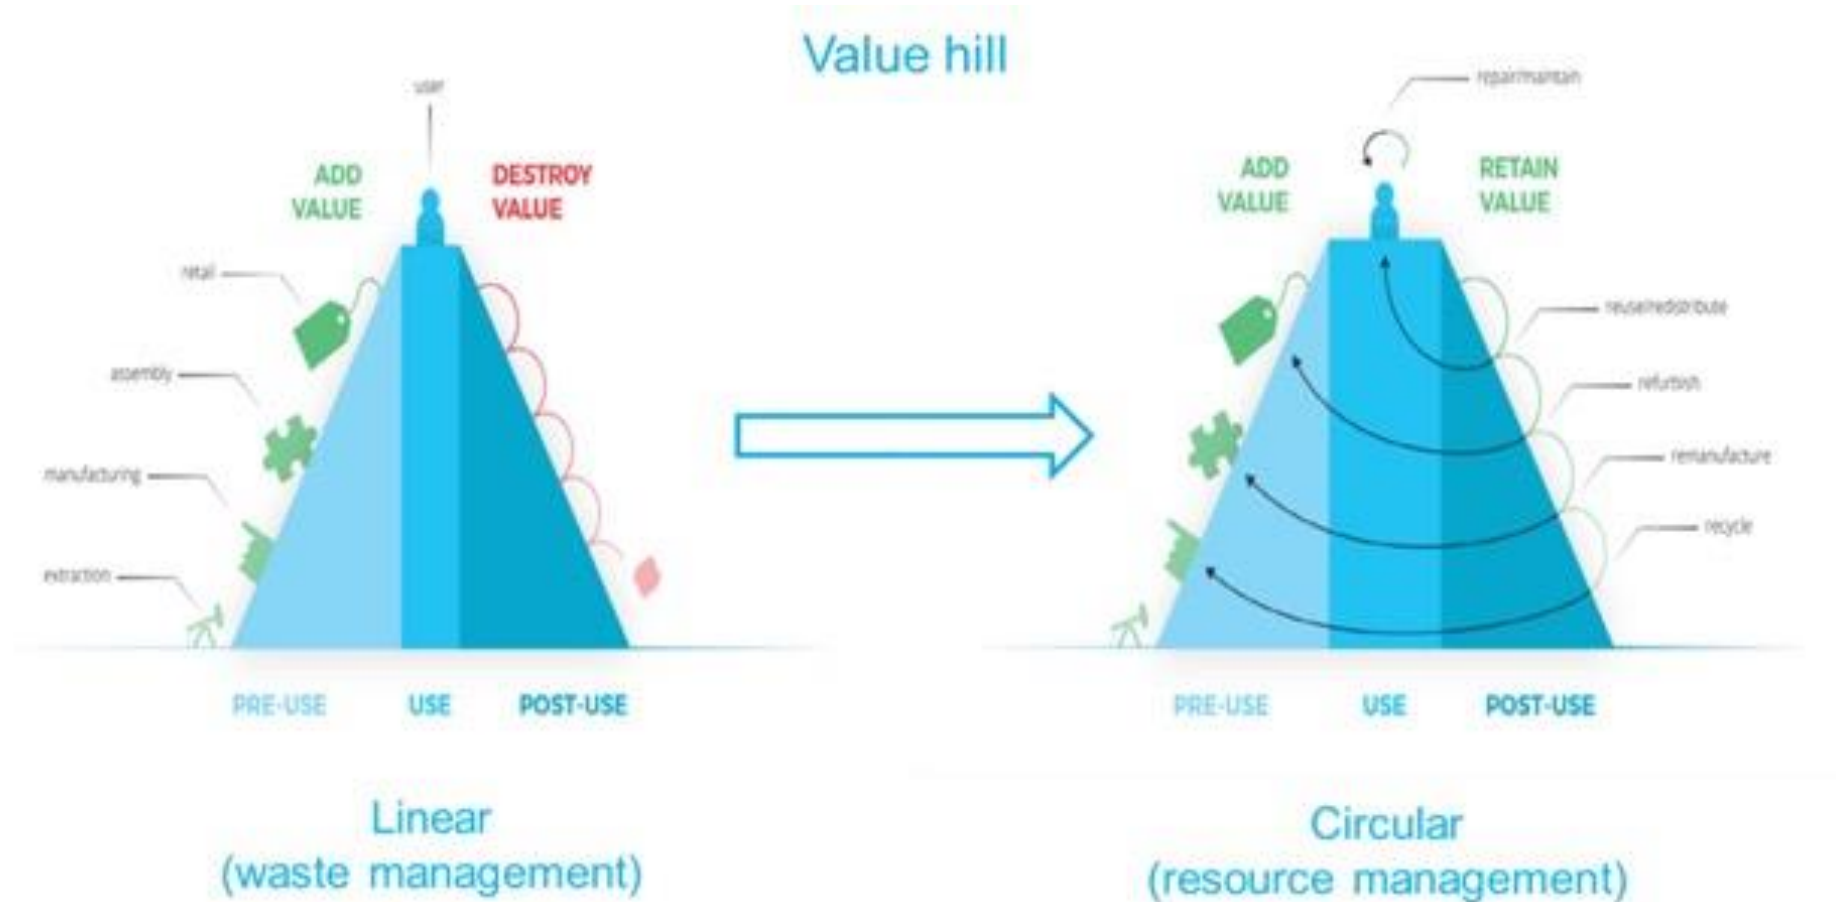 Value hill
user
ADD
VALUE
DESTROY
VALUE
retail
assembly
manufacturing
extraction
PRE-USE
USE
POST-USE
Linear
(waste management)
repair/maintain
ADD
VALUE
RETAIN
VALUE
reuse/redistribute
refurbish
remanufacture
recycle
PRE-USE
USE
POST-USE
Circular
(resource management)